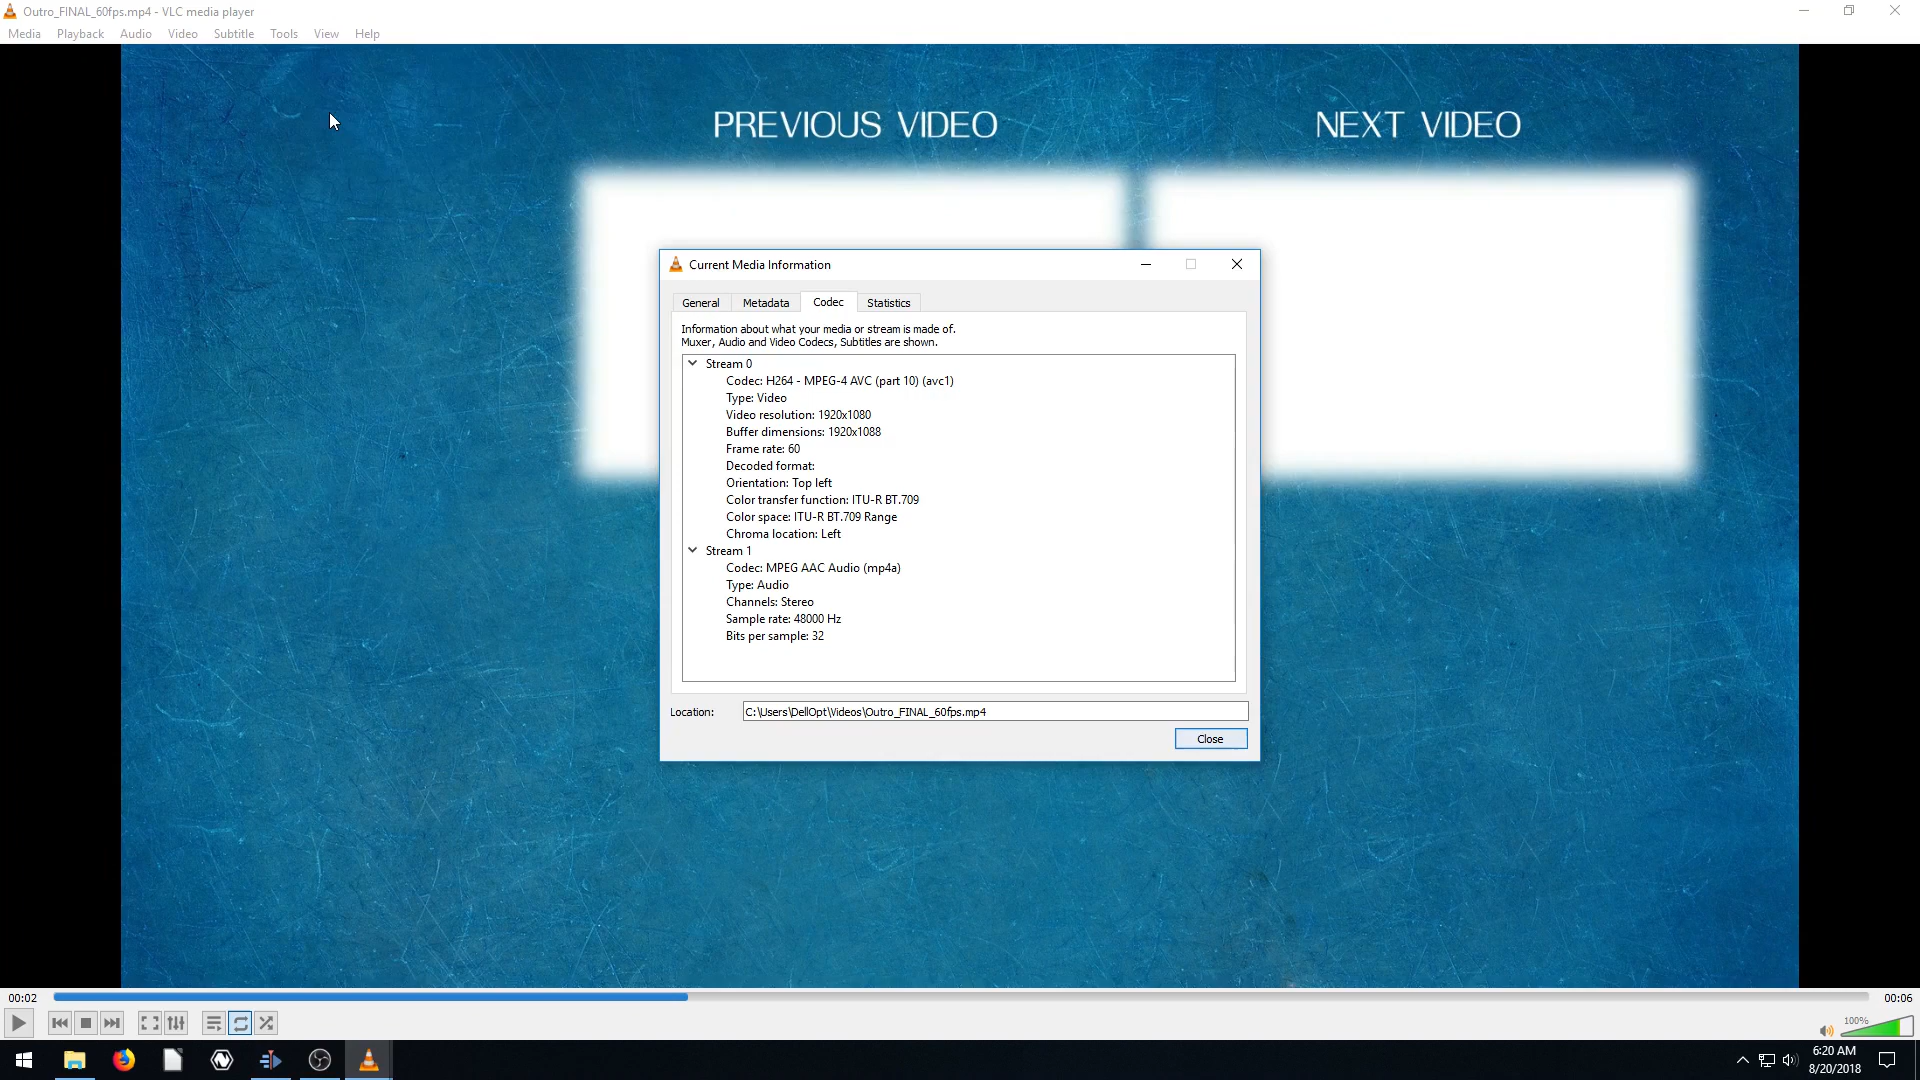 Outro_FINAL_60fps.mp4 - VLC media player
Media Playback Audio Video Subtitle Tools View Help
PREVIOUS VIDEO NEXT VIDEO
Current Media Information
General Metadata Codec Statistics
Information about what your media or stream is made of.
Muxer, Audio and Video Codecs, Subtitles are shown.
Stream 0
Codec: H264 - MPEG-4 AVC (part 10) (avc1)
Type: Video
Video resolution: 1920x1080
Buffer dimensions: 1920x1088
Frame rate: 60
Decoded format:
Orientation: Top left
Color transfer function: ITU-R BT.709
Color space: ITU-R BT.709 Range
Chroma location: Left
Stream 1
Codec: MPEG AAC Audio (mp4a)
Type: Audio
Channels: Stereo
Sample rate: 48000 Hz
Bits per sample: 32
Location: C:\Users\DellOpt\Videos\Outro_FINAL_60fps.mp4
Close
00:02 00:06
100%
6:20 AM
8/20/2018